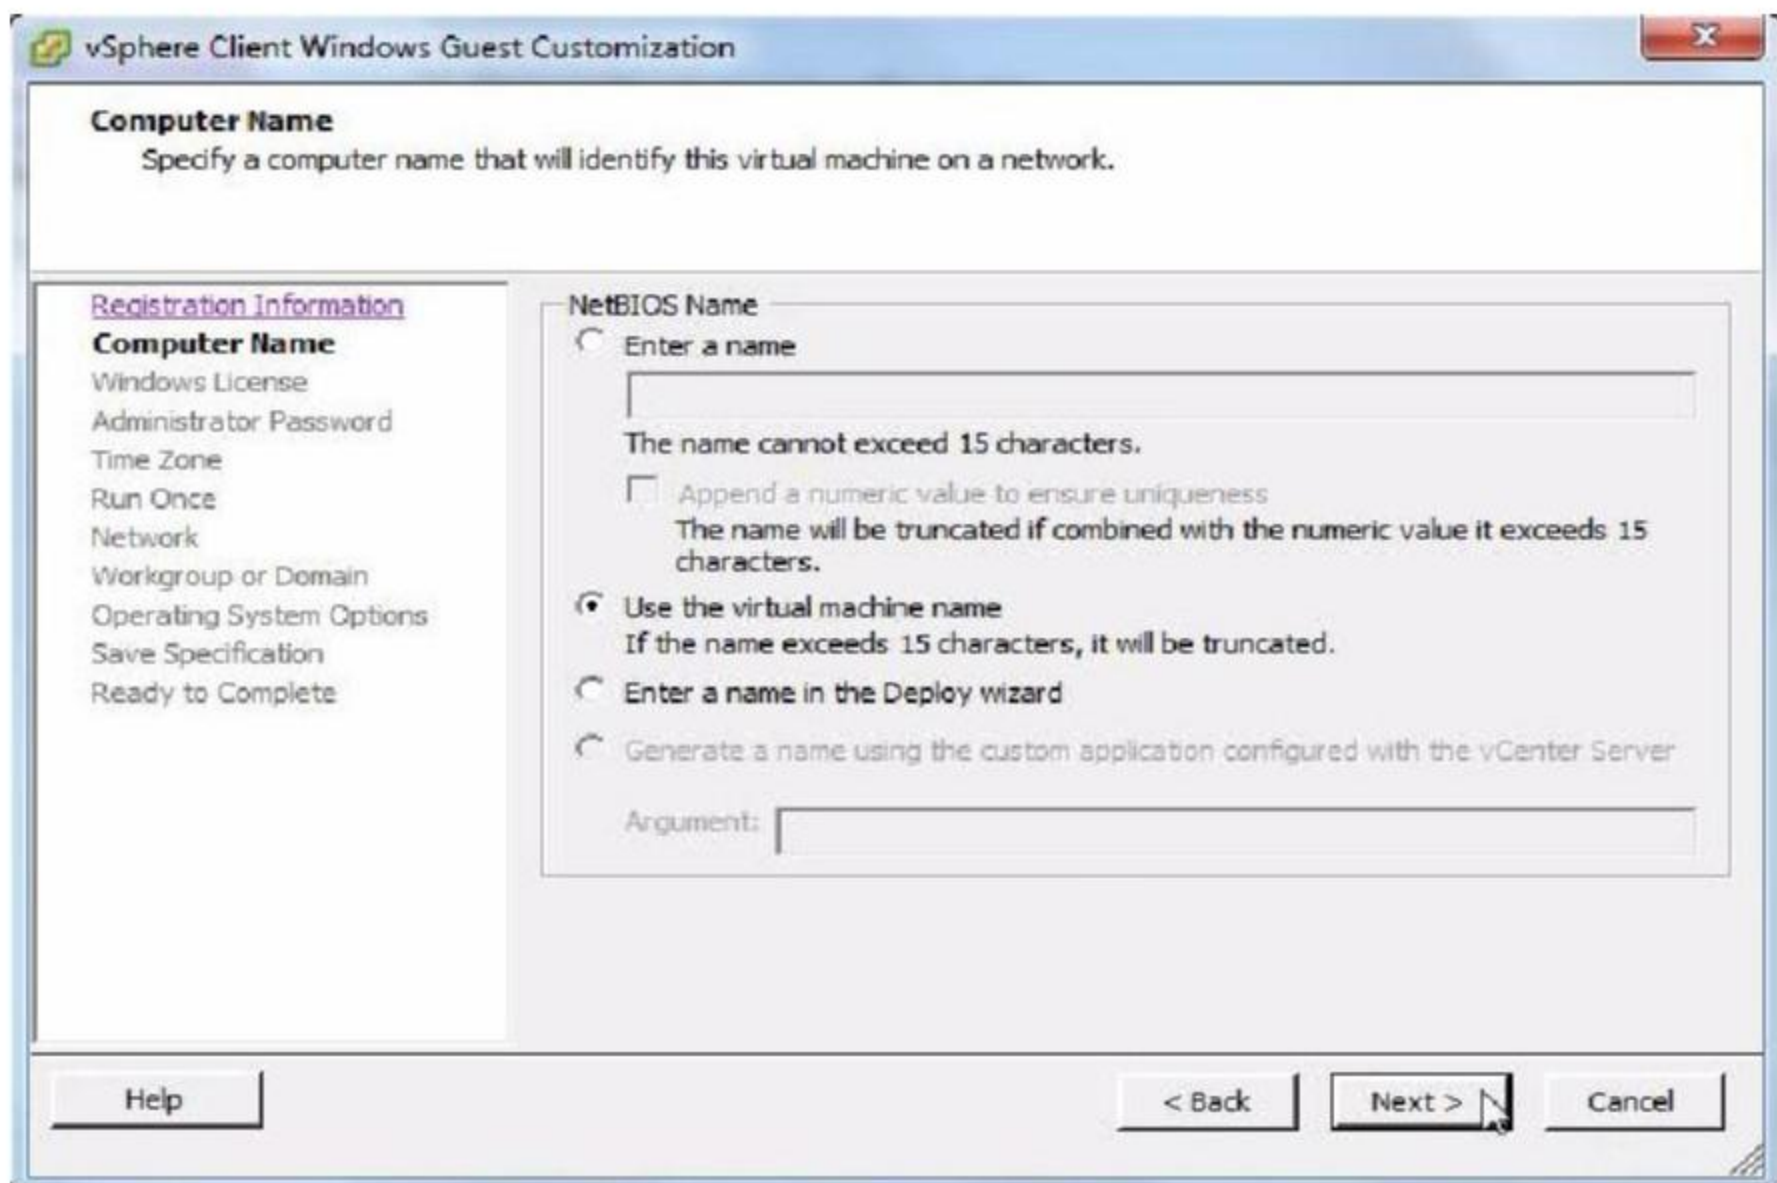 vSphere Client Windows Guest Customization
Computer Name
Specify a computer name that will identify this virtual machine on a network.
Registration Information
Computer Name
Windows License
Administrator Password
Time Zone
Run Once
Network
Workgroup or Domain
Operating System Options
Save Specification
Ready to Complete
NetBIOS Name
Enter a name
The name cannot exceed 15 characters.
Append a numeric value to ensure uniqueness
The name will be truncated if combined with the numeric value it exceeds 15
characters.
Use the virtual machine name
If the name exceeds 15 characters, it will be truncated.
Enter a name in the Deploy wizard
Generate a name using the custom application configured with the vCenter Server
Argument:
Help
< Back
Next >
Cancel